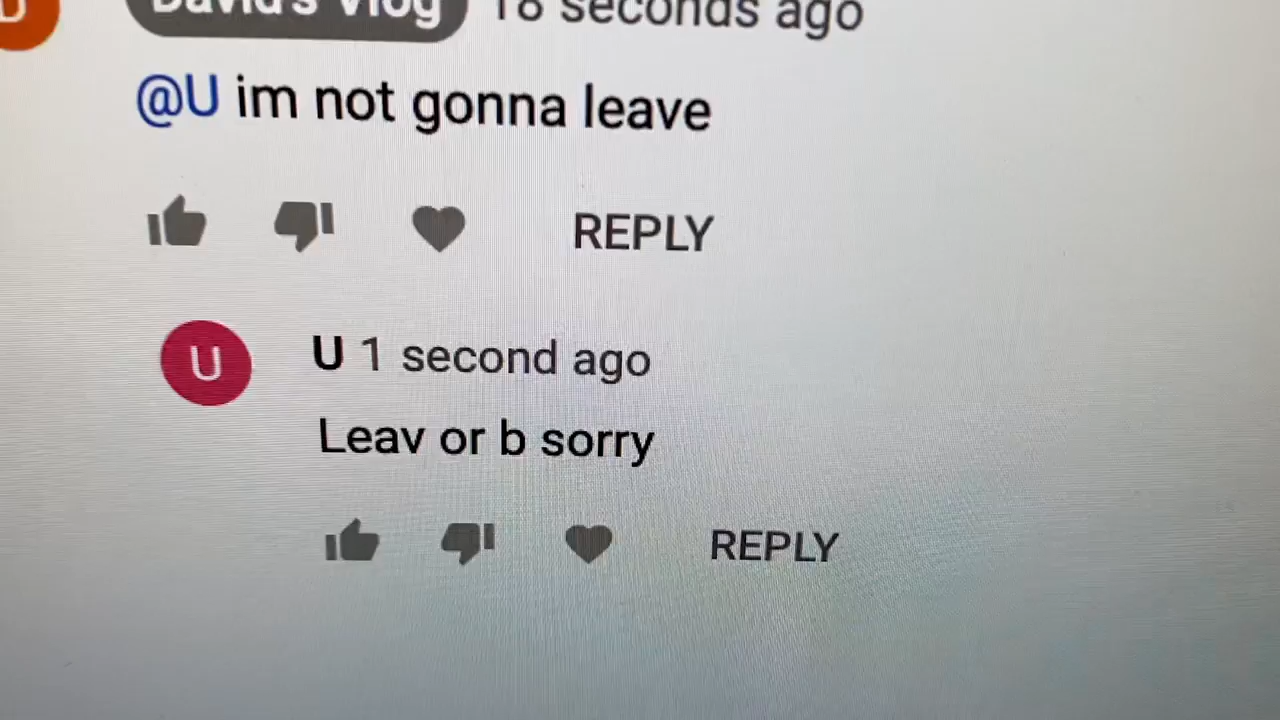 D
David's Vlog 18 seconds ago
@U im not gonna leave
REPLY
U
U 1 second ago
Leav or b sorry
REPLY